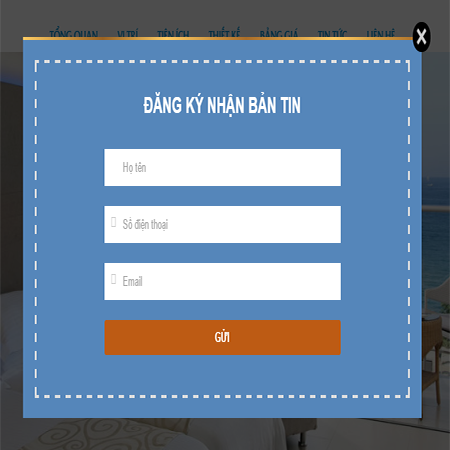 TỔNG QUAN VỊ TRÍ TIỆN ÍCH THIẾT KẾ BẢNG GIÁ TIN TỨC LIÊN HỆ
X
ĐĂNG KÝ NHẬN BẢN TIN
Họ tên
Số điện thoại
Email
GỬI